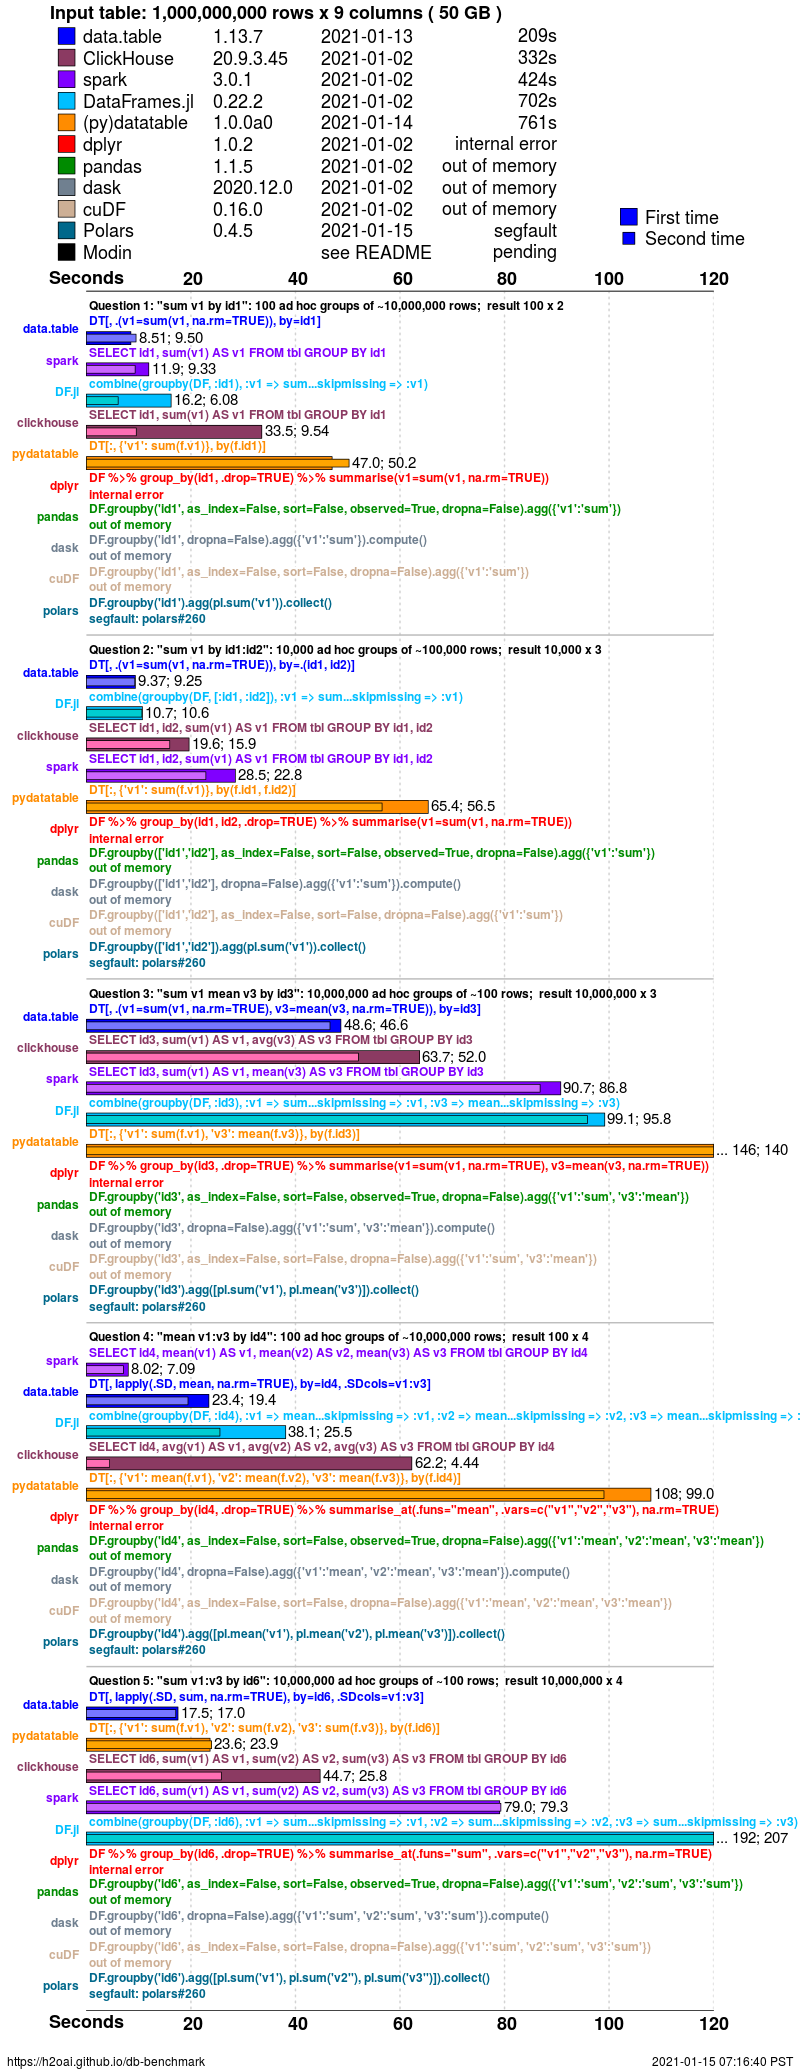 Input table: 1,000,000,000 rows x 9 columns ( 50 GB )
data.table 1.13.7 2021-01-13 209s
ClickHouse 20.9.3.45 2021-01-02 332s
spark 3.0.1 2021-01-02 424s
DataFrames.jl 0.22.2 2021-01-02 702s
(py)datatable 1.0.0a0 2021-01-14 761s
dplyr 1.0.2 2021-01-02 internal error
pandas 1.1.5 2021-01-02 out of memory
dask 2020.12.0 2021-01-02 out of memory
cuDF 0.16.0 2021-01-02 out of memory
Polars 0.4.5 2021-01-15 segfault
Modin see README pending
First time
Second time
Seconds 20 40 60 80 100 120
Question 1: "sum v1 by id1": 100 ad hoc groups of ~10,000,000 rows;  result 100 x 2
DT[, .(v1=sum(v1, na.rm=TRUE)), by=id1]
data.table 8.51; 9.50
SELECT id1, sum(v1) AS v1 FROM tbl GROUP BY id1
spark 11.9; 9.33
combine(groupby(DF, :id1), :v1 => sum...skipmissing => :v1)
DF.jl 16.2; 6.08
SELECT id1, sum(v1) AS v1 FROM tbl GROUP BY id1
clickhouse 33.5; 9.54
DT[:, {'v1': sum(f.v1)}, by(f.id1)]
pydatatable 47.0; 50.2
DF %>% group_by(id1, .drop=TRUE) %>% summarise(v1=sum(v1, na.rm=TRUE))
dplyr internal error
DF.groupby('id1', as_index=False, sort=False, observed=True, dropna=False).agg({'v1':'sum'})
pandas out of memory
DF.groupby('id1', dropna=False).agg({'v1':'sum'}).compute()
dask out of memory
DF.groupby('id1', as_index=False, sort=False, dropna=False).agg({'v1':'sum'})
cuDF out of memory
DF.groupby('id1').agg(pl.sum('v1')).collect()
polars segfault: polars#260
Question 2: "sum v1 by id1:id2": 10,000 ad hoc groups of ~100,000 rows;  result 10,000 x 3
DT[, .(v1=sum(v1, na.rm=TRUE)), by=.(id1, id2)]
data.table 9.37; 9.25
combine(groupby(DF, [:id1, :id2]), :v1 => sum...skipmissing => :v1)
DF.jl 10.7; 10.6
SELECT id1, id2, sum(v1) AS v1 FROM tbl GROUP BY id1, id2
clickhouse 19.6; 15.9
SELECT id1, id2, sum(v1) AS v1 FROM tbl GROUP BY id1, id2
spark 28.5; 22.8
DT[:, {'v1': sum(f.v1)}, by(f.id1, f.id2)]
pydatatable 65.4; 56.5
DF %>% group_by(id1, id2, .drop=TRUE) %>% summarise(v1=sum(v1, na.rm=TRUE))
dplyr internal error
DF.groupby(['id1','id2'], as_index=False, sort=False, observed=True, dropna=False).agg({'v1':'sum'})
pandas out of memory
DF.groupby(['id1','id2'], dropna=False).agg({'v1':'sum'}).compute()
dask out of memory
DF.groupby(['id1','id2'], as_index=False, sort=False, dropna=False).agg({'v1':'sum'})
cuDF out of memory
DF.groupby(['id1','id2']).agg(pl.sum('v1')).collect()
polars segfault: polars#260
Question 3: "sum v1 mean v3 by id3": 10,000,000 ad hoc groups of ~100 rows;  result 10,000,000 x 3
DT[, .(v1=sum(v1, na.rm=TRUE), v3=mean(v3, na.rm=TRUE)), by=id3]
data.table 48.6; 46.6
SELECT id3, sum(v1) AS v1, avg(v3) AS v3 FROM tbl GROUP BY id3
clickhouse 63.7; 52.0
SELECT id3, sum(v1) AS v1, mean(v3) AS v3 FROM tbl GROUP BY id3
spark 90.7; 86.8
combine(groupby(DF, :id3), :v1 => sum...skipmissing => :v1, :v3 => mean...skipmissing => :v3)
DF.jl 99.1; 95.8
DT[:, {'v1': sum(f.v1), 'v3': mean(f.v3)}, by(f.id3)]
pydatatable ... 146; 140
DF %>% group_by(id3, .drop=TRUE) %>% summarise(v1=sum(v1, na.rm=TRUE), v3=mean(v3, na.rm=TRUE))
dplyr internal error
DF.groupby('id3', as_index=False, sort=False, observed=True, dropna=False).agg({'v1':'sum', 'v3':'mean'})
pandas out of memory
DF.groupby('id3', dropna=False).agg({'v1':'sum', 'v3':'mean'}).compute()
dask out of memory
DF.groupby('id3', as_index=False, sort=False, dropna=False).agg({'v1':'sum', 'v3':'mean'})
cuDF out of memory
DF.groupby('id3').agg([pl.sum('v1'), pl.mean('v3')]).collect()
polars segfault: polars#260
Question 4: "mean v1:v3 by id4": 100 ad hoc groups of ~10,000,000 rows;  result 100 x 4
SELECT id4, mean(v1) AS v1, mean(v2) AS v2, mean(v3) AS v3 FROM tbl GROUP BY id4
spark 8.02; 7.09
DT[, lapply(.SD, mean, na.rm=TRUE), by=id4, .SDcols=v1:v3]
data.table 23.4; 19.4
combine(groupby(DF, :id4), :v1 => mean...skipmissing => :v1, :v2 => mean...skipmissing => :v2, :v3 => mean...skipmissing => :
DF.jl 38.1; 25.5
SELECT id4, avg(v1) AS v1, avg(v2) AS v2, avg(v3) AS v3 FROM tbl GROUP BY id4
clickhouse 62.2; 4.44
DT[:, {'v1': mean(f.v1), 'v2': mean(f.v2), 'v3': mean(f.v3)}, by(f.id4)]
pydatatable 108; 99.0
DF %>% group_by(id4, .drop=TRUE) %>% summarise_at(.funs="mean", .vars=c("v1","v2","v3"), na.rm=TRUE)
dplyr internal error
DF.groupby('id4', as_index=False, sort=False, observed=True, dropna=False).agg({'v1':'mean', 'v2':'mean', 'v3':'mean'})
pandas out of memory
DF.groupby('id4', dropna=False).agg({'v1':'mean', 'v2':'mean', 'v3':'mean'}).compute()
dask out of memory
DF.groupby('id4', as_index=False, sort=False, dropna=False).agg({'v1':'mean', 'v2':'mean', 'v3':'mean'})
cuDF out of memory
DF.groupby('id4').agg([pl.mean('v1'), pl.mean('v2'), pl.mean('v3')]).collect()
polars segfault: polars#260
Question 5: "sum v1:v3 by id6": 10,000,000 ad hoc groups of ~100 rows;  result 10,000,000 x 4
DT[, lapply(.SD, sum, na.rm=TRUE), by=id6, .SDcols=v1:v3]
data.table 17.5; 17.0
DT[:, {'v1': sum(f.v1), 'v2': sum(f.v2), 'v3': sum(f.v3)}, by(f.id6)]
pydatatable 23.6; 23.9
SELECT id6, sum(v1) AS v1, sum(v2) AS v2, sum(v3) AS v3 FROM tbl GROUP BY id6
clickhouse 44.7; 25.8
SELECT id6, sum(v1) AS v1, sum(v2) AS v2, sum(v3) AS v3 FROM tbl GROUP BY id6
spark 79.0; 79.3
combine(groupby(DF, :id6), :v1 => sum...skipmissing => :v1, :v2 => sum...skipmissing => :v2, :v3 => sum...skipmissing => :v3)
DF.jl ... 192; 207
DF %>% group_by(id6, .drop=TRUE) %>% summarise_at(.funs="sum", .vars=c("v1","v2","v3"), na.rm=TRUE)
dplyr internal error
DF.groupby('id6', as_index=False, sort=False, observed=True, dropna=False).agg({'v1':'sum', 'v2':'sum', 'v3':'sum'})
pandas out of memory
DF.groupby('id6', dropna=False).agg({'v1':'sum', 'v2':'sum', 'v3':'sum'}).compute()
dask out of memory
DF.groupby('id6', as_index=False, sort=False, dropna=False).agg({'v1':'sum', 'v2':'sum', 'v3':'sum'})
cuDF out of memory
DF.groupby('id6').agg([pl.sum('v1'), pl.sum('v2"), pl.sum('v3")]).collect()
polars segfault: polars#260
Seconds 20 40 60 80 100 120
https://h2oai.github.io/db-benchmark 2021-01-15 07:16:40 PST